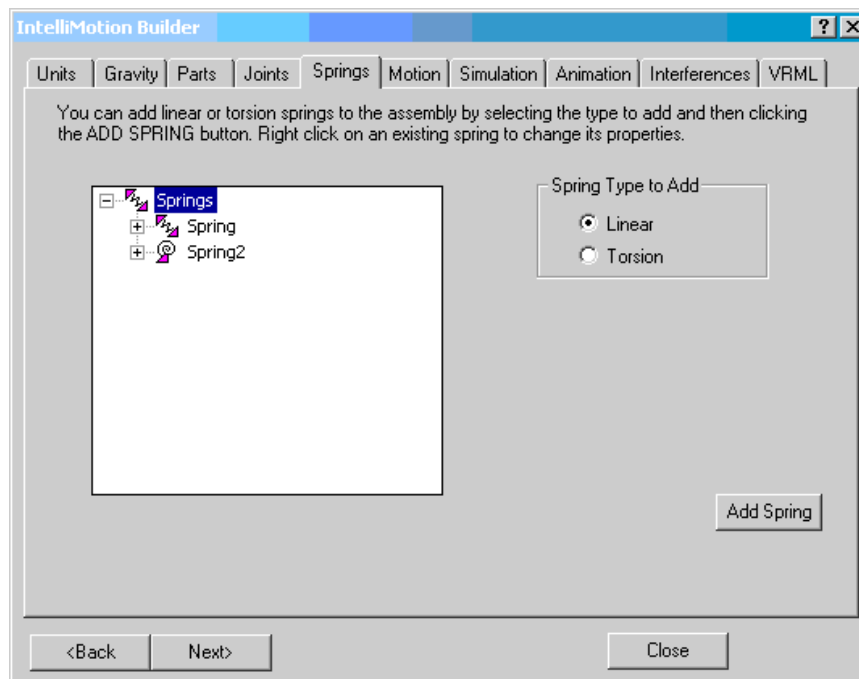 IntelliMotion Builder
Units Gravity Parts Joints Springs Motion Simulation Animation Interferences VRML
You can add linear or torsion springs to the assembly by selecting the type to add and then clicking
the ADD SPRING button. Right click on an existing spring to change its properties.
Springs
Spring
Spring2
Spring Type to Add
Linear
Torsion
Add Spring
<Back Next> Close